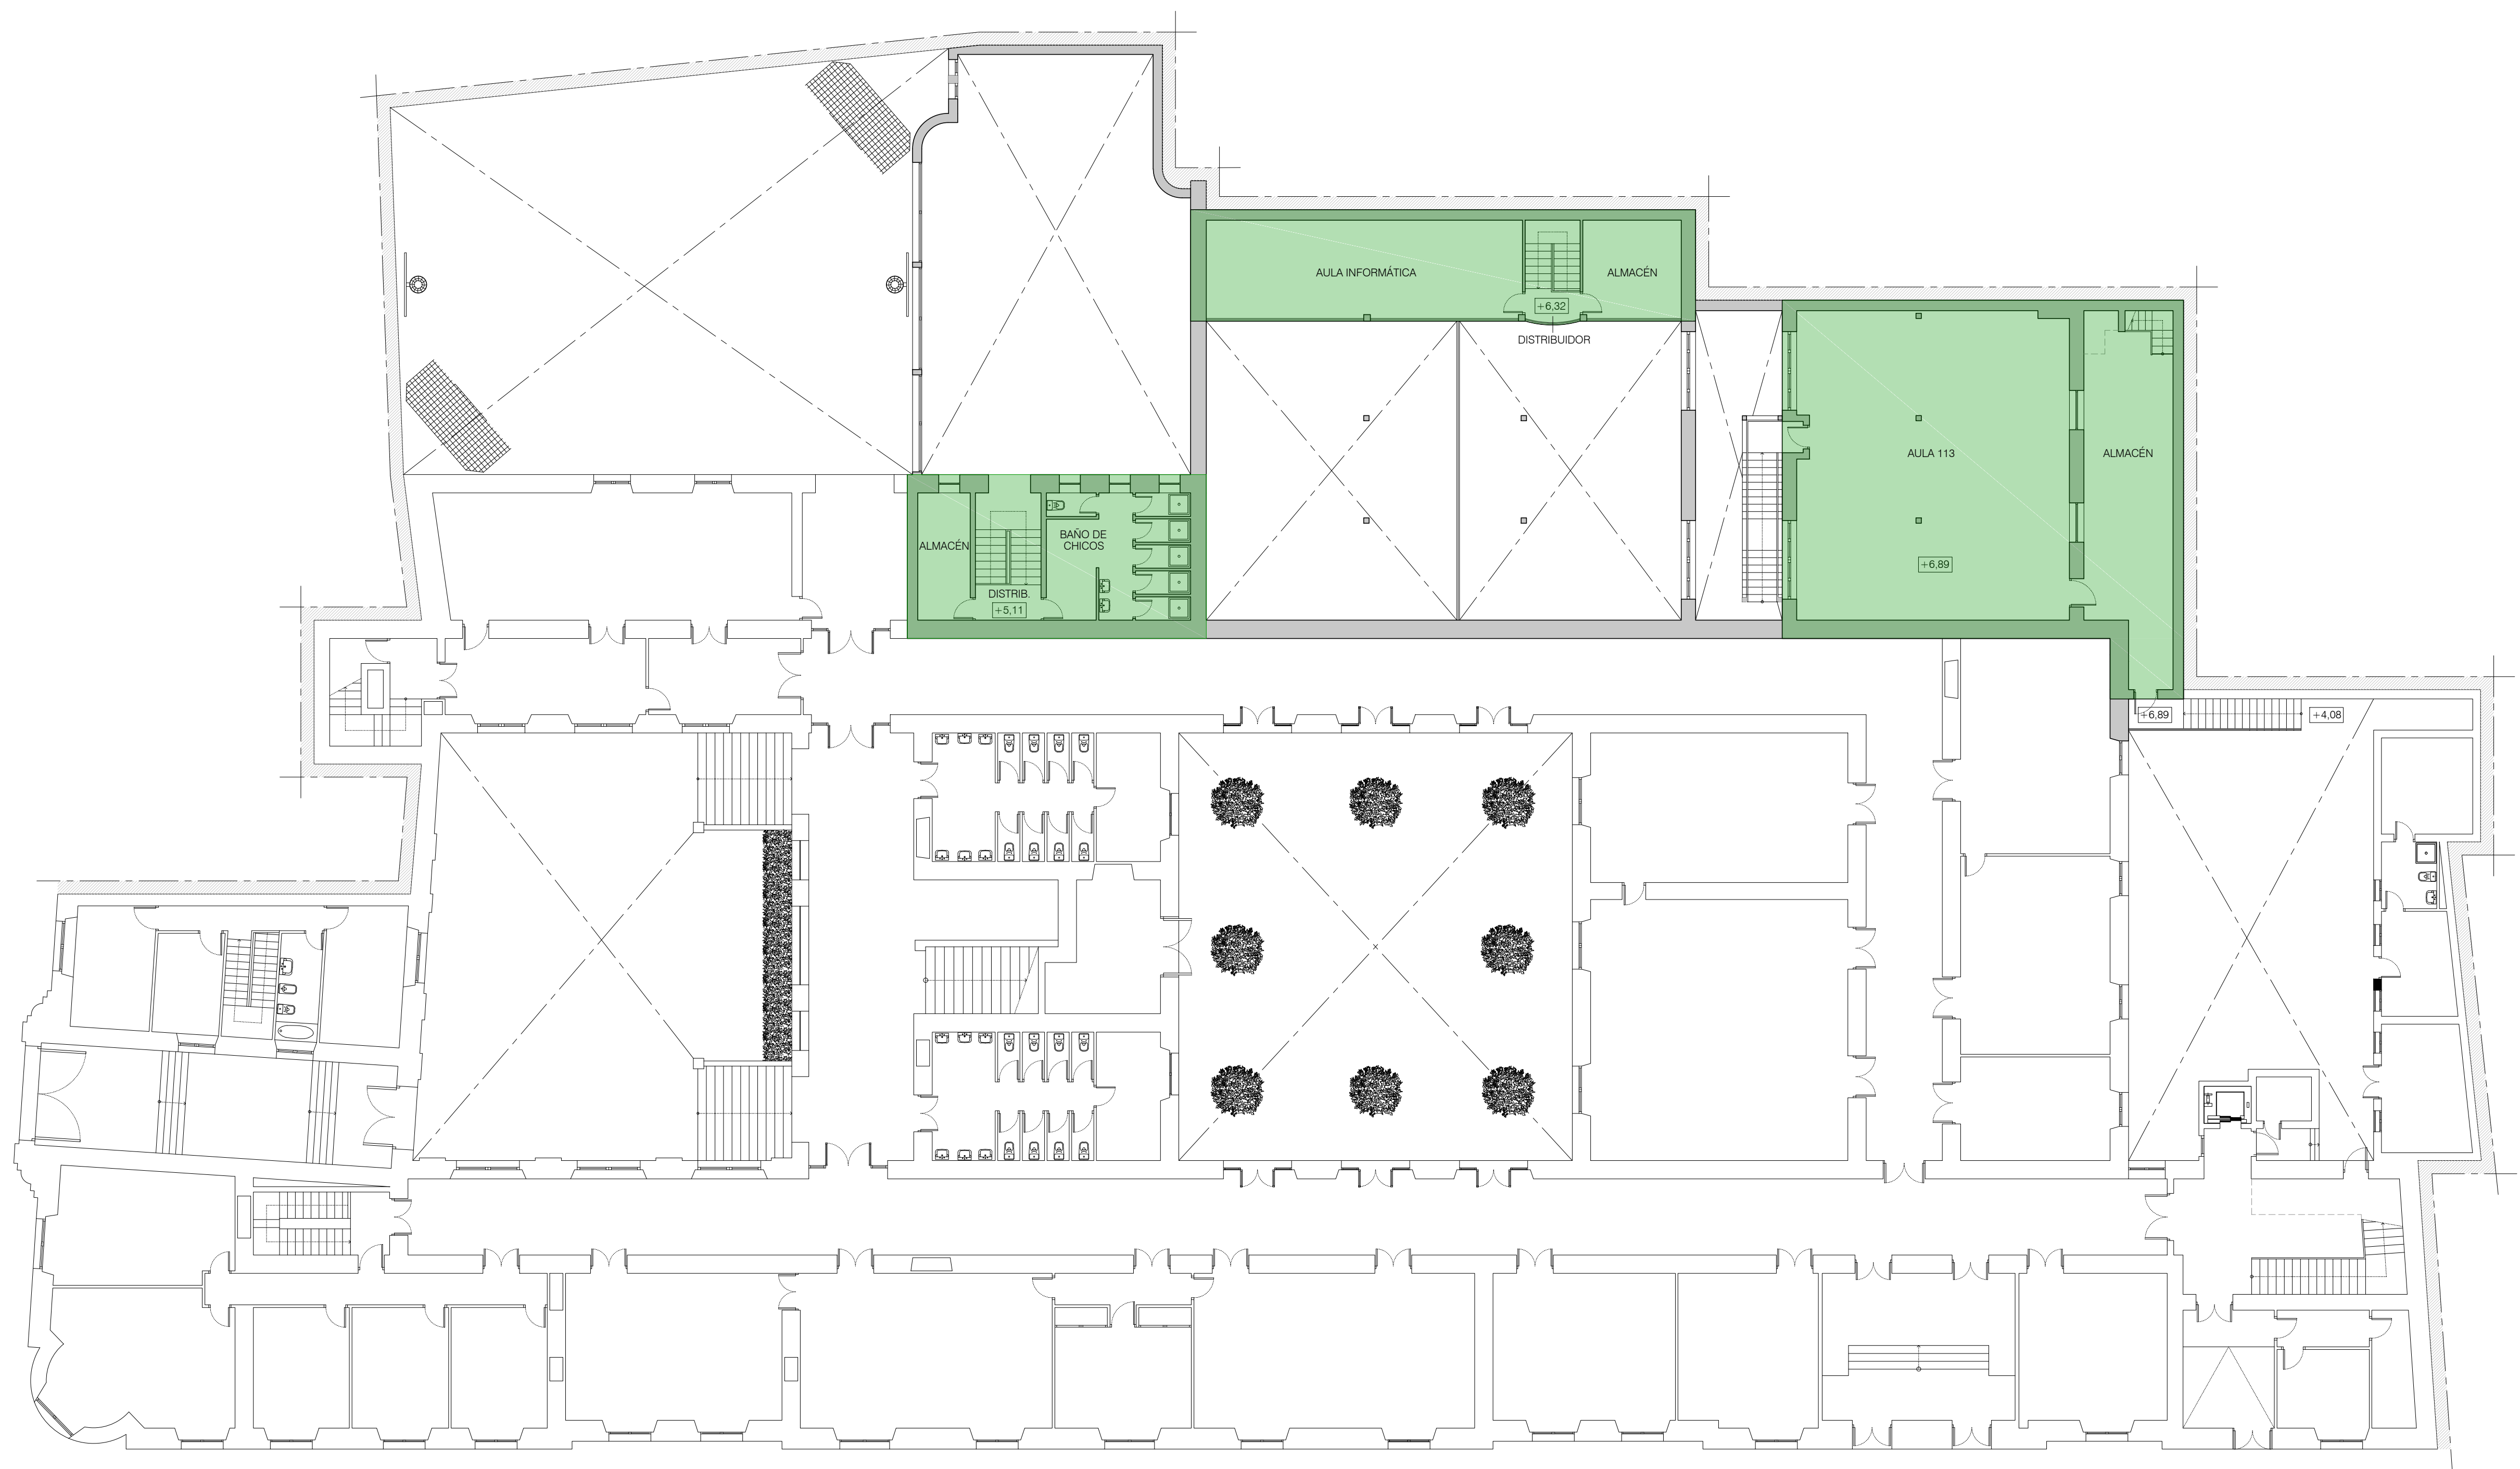 AULA INFORMÁTICA
ALMACÉN
+6,32
DISTRIBUIDOR
AULA 113
ALMACÉN
+6,89
ALMACÉN
BAÑO DE
CHICOS
DISTRIB.
+5,11
+6,89
+4,08